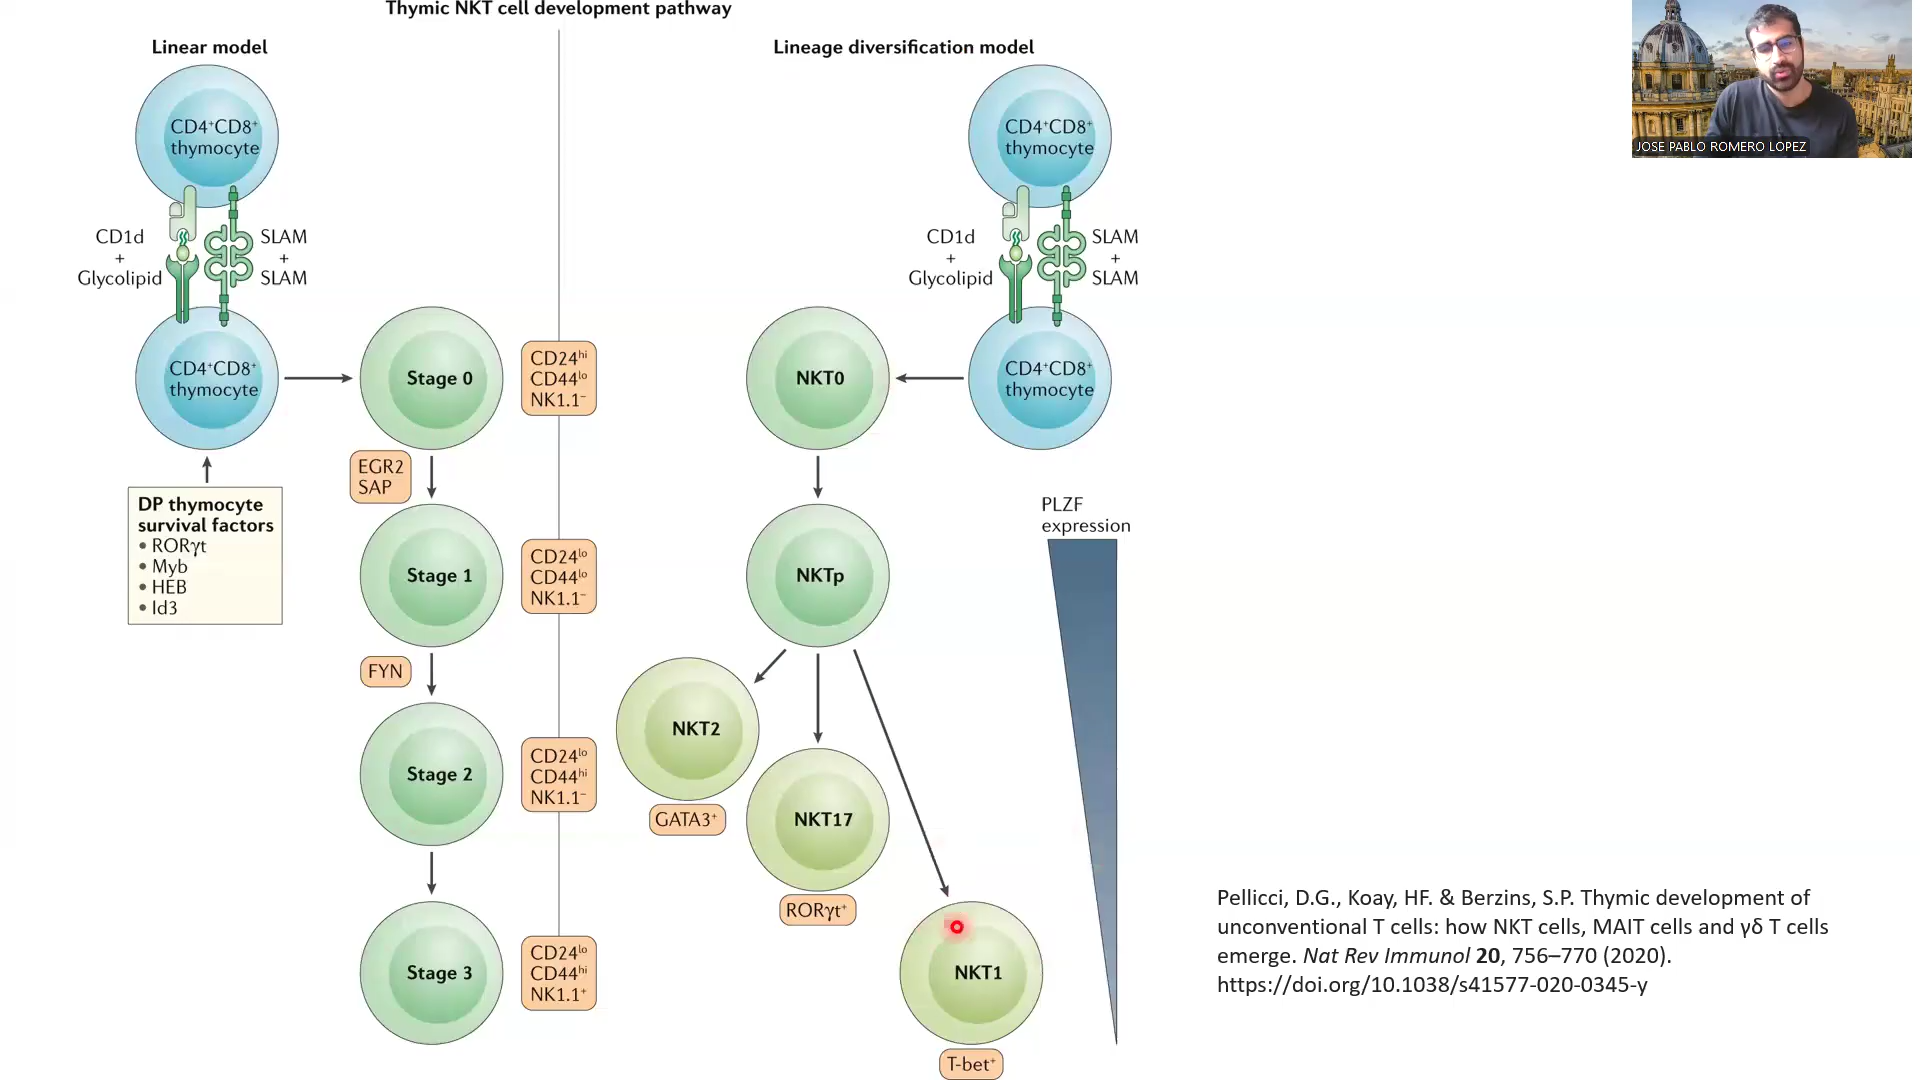 Thymic NKT cell development pathway
Linear model
CD4⁺CD8⁺
thymocyte
CD1d
+
Glycolipid
SLAM
+
SLAM
CD4⁺CD8⁺
thymocyte
DP thymocyte
survival factors
• RORγt
• Myb
• HEB
• Id3
Stage 0
CD24ʰⁱ
CD44ˡᵒ
NK1.1⁻
EGR2
SAP
Stage 1
CD24ˡᵒ
CD44ˡᵒ
NK1.1⁻
FYN
Stage 2
CD24ˡᵒ
CD44ʰⁱ
NK1.1⁻
Stage 3
CD24ˡᵒ
CD44ʰⁱ
NK1.1⁺
Lineage diversification model
CD4⁺CD8⁺
thymocyte
CD1d
+
Glycolipid
SLAM
+
SLAM
CD4⁺CD8⁺
thymocyte
NKT0
NKTp
PLZF
expression
NKT2
GATA3⁺
NKT17
RORγt⁺
NKT1
T-bet⁺
JOSE PABLO ROMERO LOPEZ
Pellicci, D.G., Koay, HF. & Berzins, S.P. Thymic development of
unconventional T cells: how NKT cells, MAIT cells and γδ T cells
emerge. Nat Rev Immunol 20, 756–770 (2020).
https://doi.org/10.1038/s41577-020-0345-y